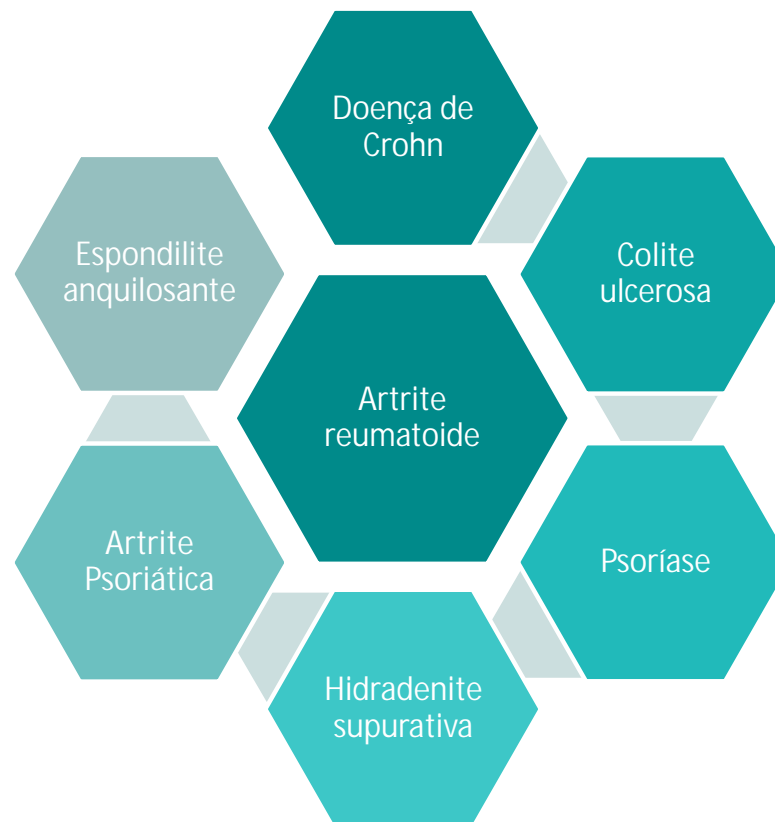 Doença de
Crohn
Espondilite
anquilosante
Colite
ulcerosa
Artrite
reumatoide
Artrite
Psoriática
Psoríase
Hidradenite
supurativa